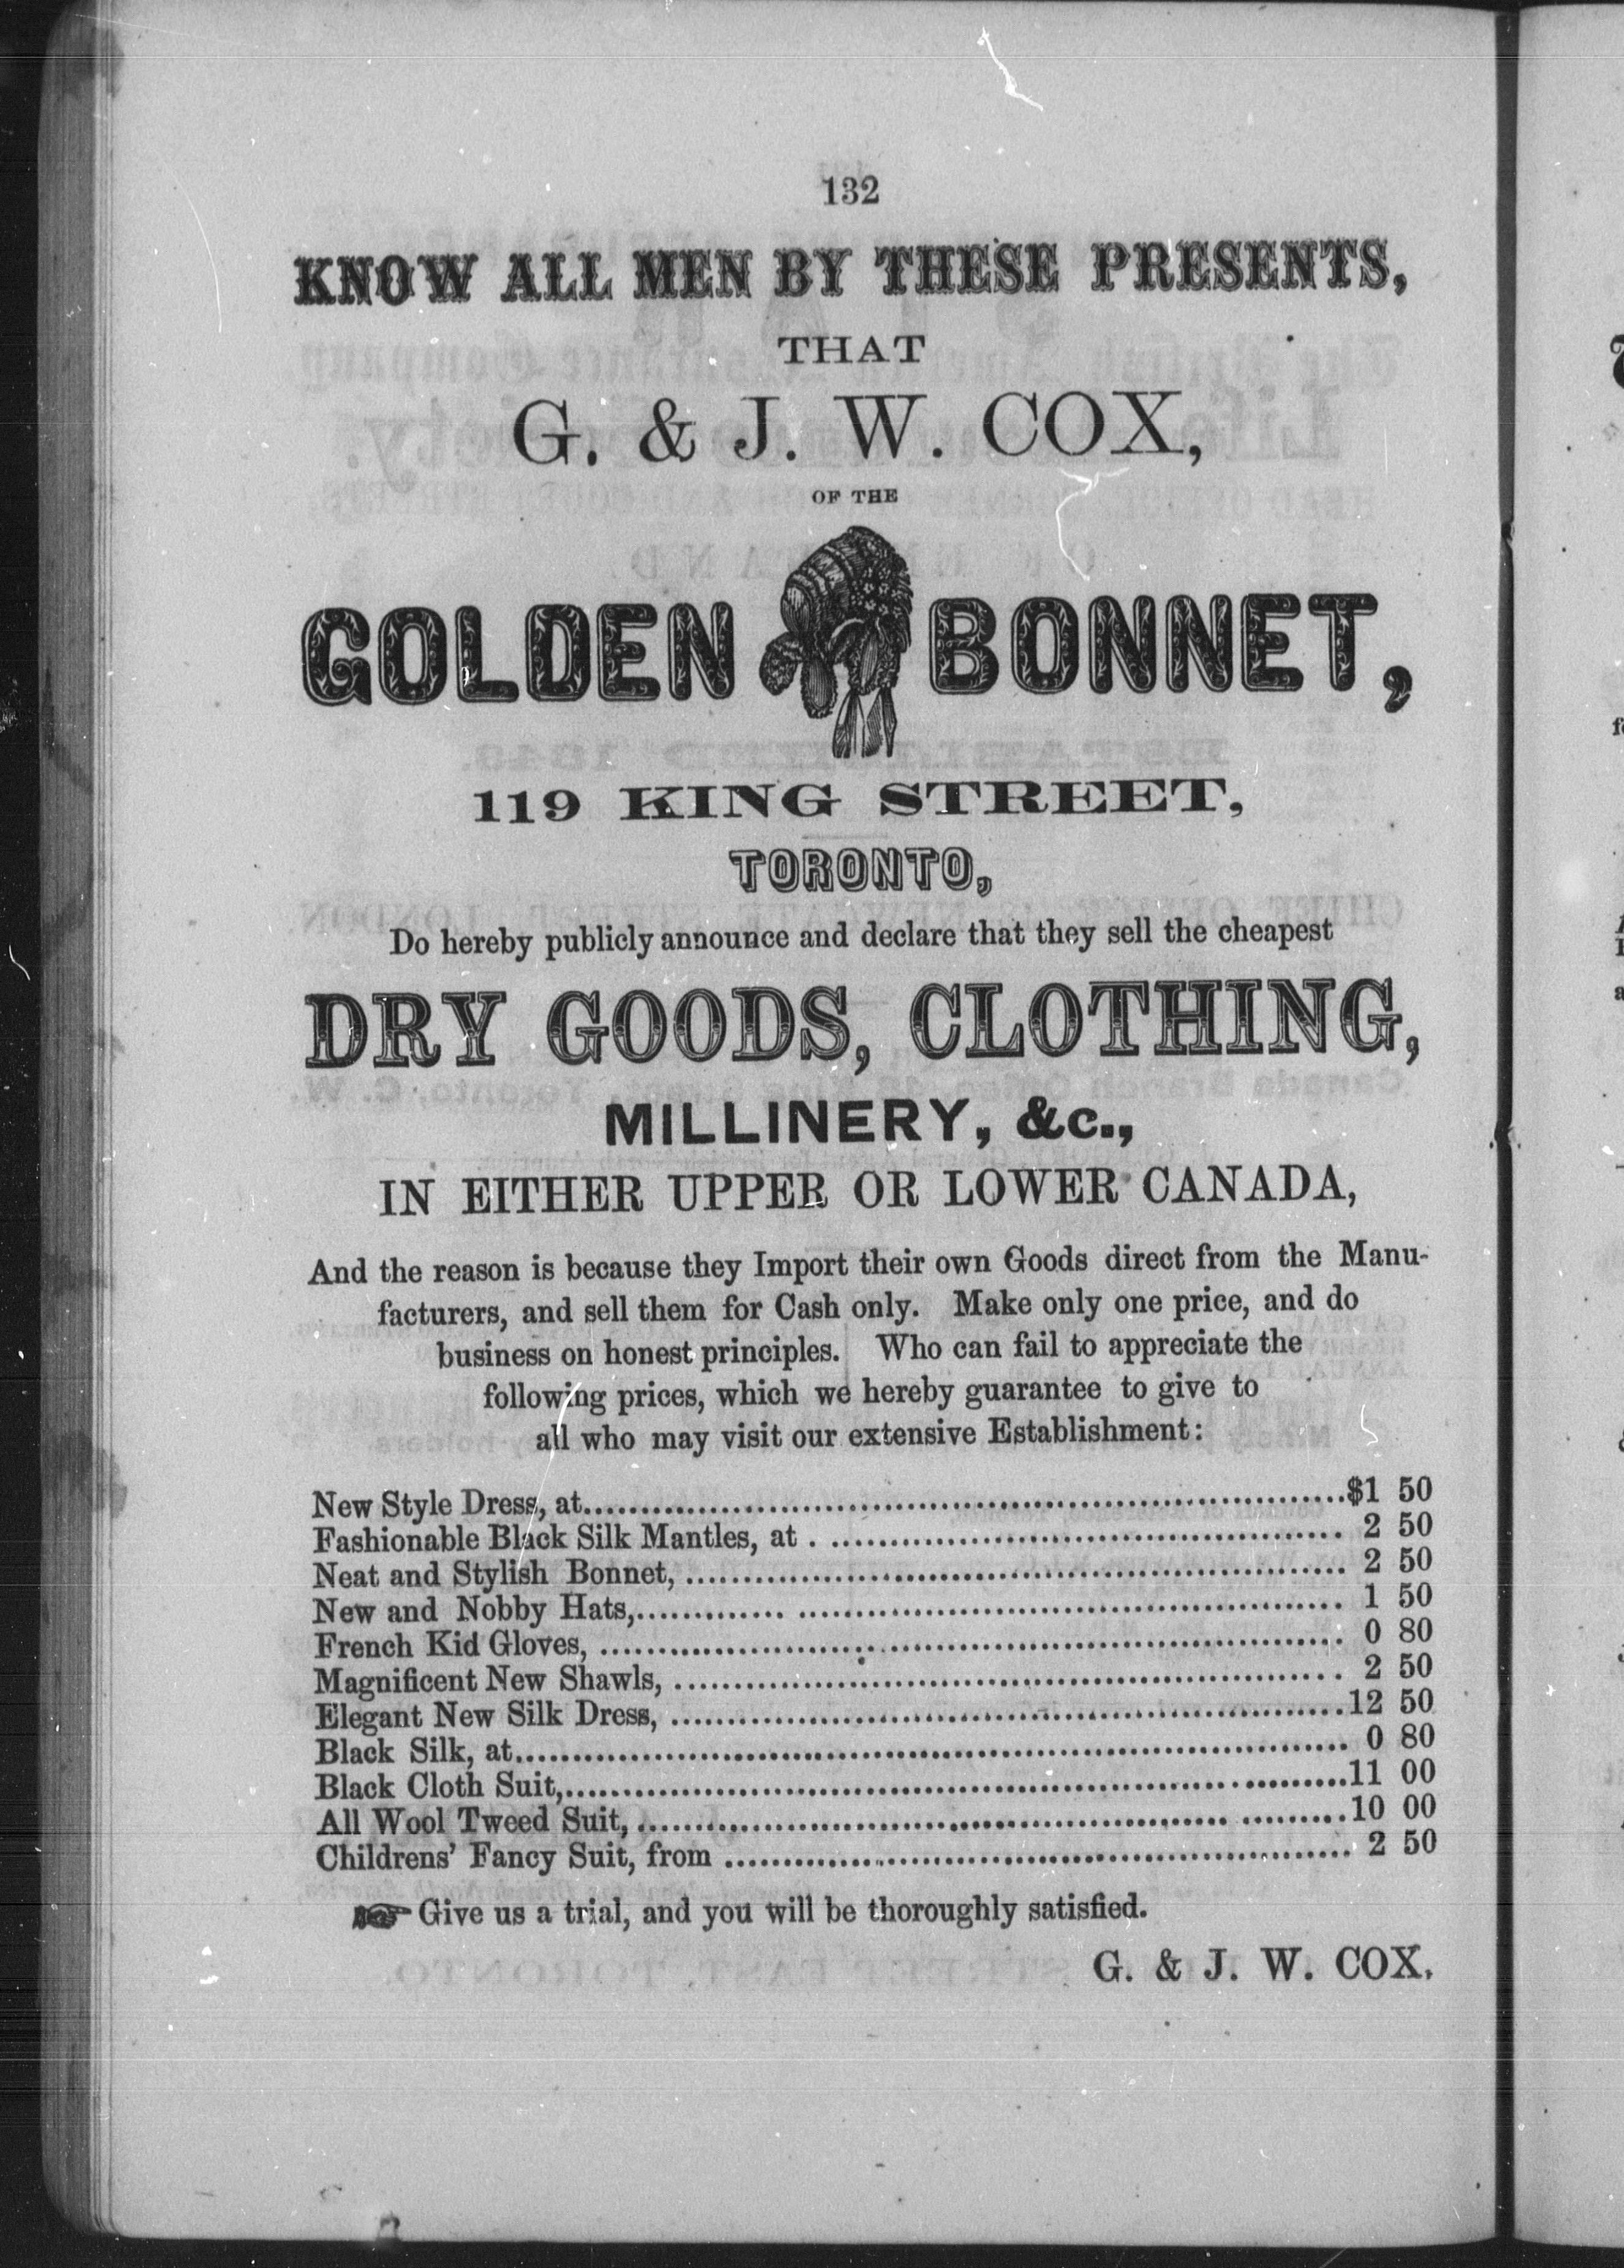 132
KNOW ALL MEN BY THESE PRESENTS,
THAT
G. & J. W. COX,
OF THE
GOLDEN BONNET,
119 KING STREET,
TORONTO,
Do hereby publicly announce and declare that they sell the cheapest
DRY GOODS, CLOTHING,
MILLINERY, &c.,
IN EITHER UPPER OR LOWER CANADA,
And the reason is because they Import their own Goods direct from the Manu-
facturers, and sell them for Cash only. Make only one price, and do
business on honest principles. Who can fail to appreciate the
following prices, which we hereby guarantee to give to
all who may visit our extensive Establishment:
New Style Dress, at........................................$1 50
Fashionable Black Silk Mantles, at ........................................ 2 50
Neat and Stylish Bonnet, ........................................ 2 50
New and Nobby Hats,........................................ 1 50
French Kid Gloves, ........................................ 0 80
Magnificent New Shawls, ........................................ 2 50
Elegant New Silk Dress, ........................................12 50
Black Silk, at........................................ 0 80
Black Cloth Suit,........................................11 00
All Wool Tweed Suit, ........................................10 00
Childrens' Fancy Suit, from ........................................ 2 50
☞ Give us a trial, and you will be thoroughly satisfied.
G. & J. W. COX.